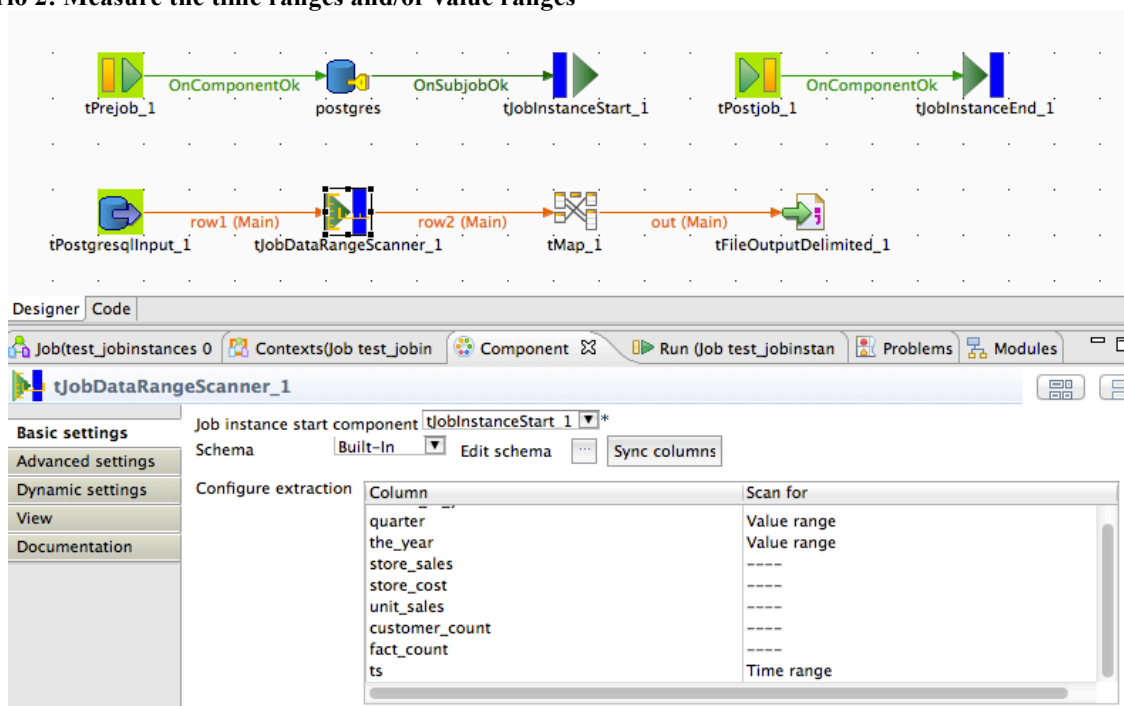 rio 2: Measure the time ranges and/or value ranges
OnComponentOk
OnSubjobOk
OnComponentOk
tPrejob_1
postgres
tJobInstanceStart_1
tPostjob_1
tJobInstanceEnd_1
row1 (Main)
row2 (Main)
out (Main)
tPostgresqlInput_1
tJobDataRangeScanner_1
tMap_1
tFileOutputDelimited_1
Designer
Code
Job(test_jobinstances 0
Contexts(Job test_jobin
Component
Run (Job test_jobinstan
Problems
Modules
tJobDataRangeScanner_1
Basic settings
Advanced settings
Dynamic settings
View
Documentation
Job instance start component tJobInstanceStart_1 *
Schema Built-In Edit schema ... Sync columns
Configure extraction
Column Scan for
quarter Value range
the_year Value range
store_sales ----
store_cost ----
unit_sales ----
customer_count ----
fact_count ----
ts Time range